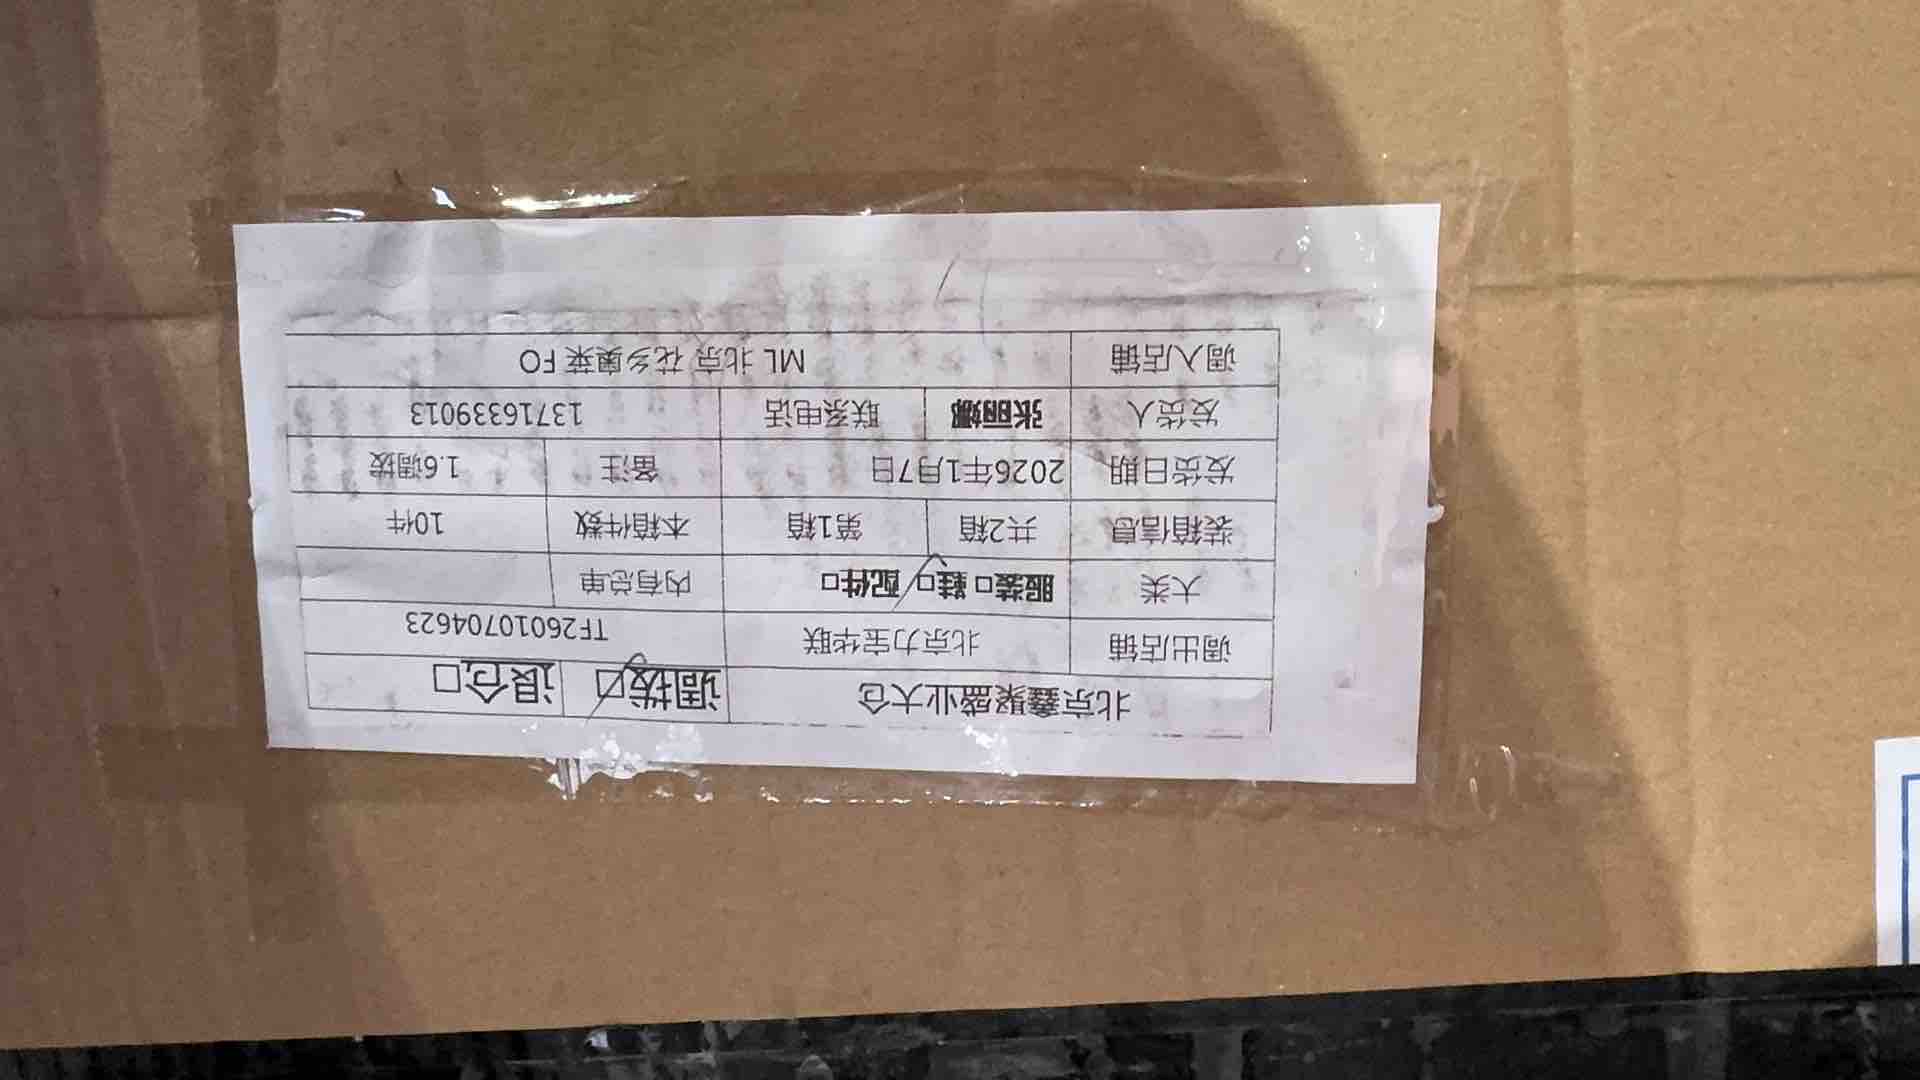 北京鑫聚盛业大仓 调拨□ 退仓□
调出店铺 北京力宝华联 TF26010704623
大类 服装□ 鞋□ 配件□ 内有总单
装箱信息 共2箱 第1箱 本箱件数 10件
发货日期 2026年1月7日 备注 1.6调拨
发货人 张丽娜 联系电话 13716339013
调入店铺 ML 北京 花乡奥莱 FO